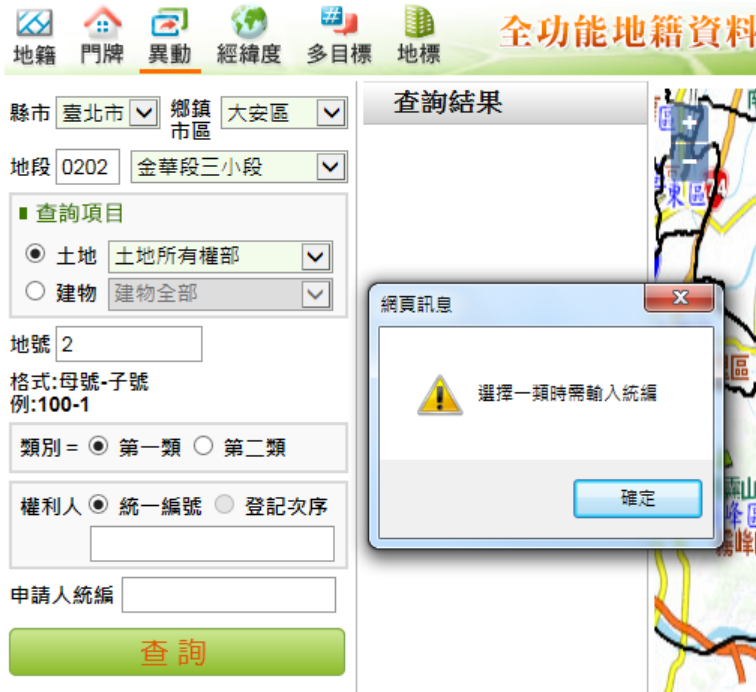 地籍 門牌 異動 經緯度 多目標 地標
全功能地籍資料
縣市 臺北市 鄉鎮市區 大安區
地段 0202 金華段三小段
查詢項目
土地 土地所有權部
建物 建物全部
地號 2
格式:母號-子號
例:100-1
類別 = 第一類 第二類
權利人 統一編號 登記次序
申請人統編
查詢
查詢結果
網頁訊息
選擇一類時需輸入統編
確定
+
74
東區
霧峰